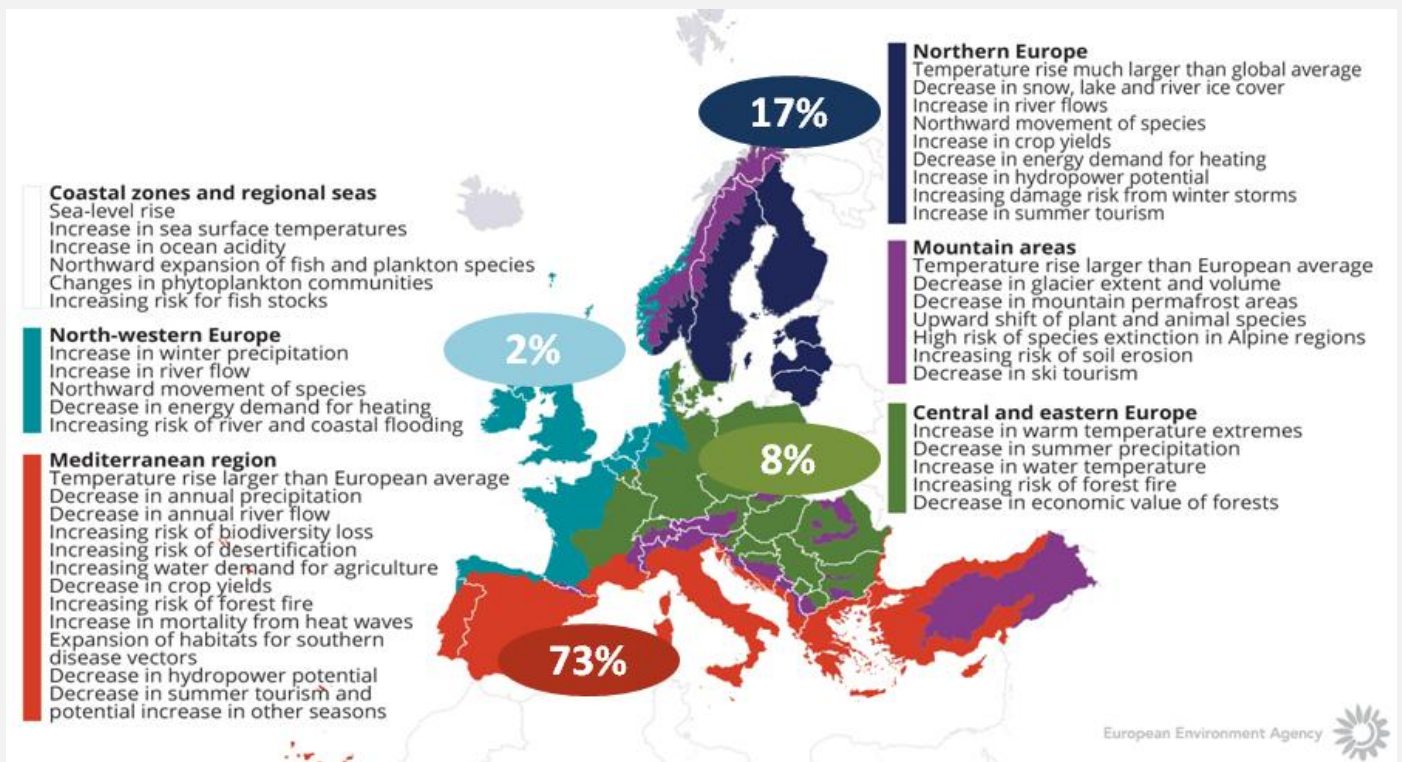 Coastal zones and regional seas
Sea-level rise
Increase in sea surface temperatures
Increase in ocean acidity
Northward expansion of fish and plankton species
Changes in phytoplankton communities
Increasing risk for fish stocks
North-western Europe
Increase in winter precipitation
Increase in river flow
Northward movement of species
Decrease in energy demand for heating
Increasing risk of river and coastal flooding
Mediterranean region
Temperature rise larger than European average
Decrease in annual precipitation
Decrease in annual river flow
Increasing risk of biodiversity loss
Increasing risk of desertification
Increasing water demand for agriculture
Decrease in crop yields
Increasing risk of forest fire
Increase in mortality from heat waves
Expansion of habitats for southern
disease vectors
Decrease in hydropower potential
Decrease in summer tourism and
potential increase in other seasons
17%
2%
8%
73%
Northern Europe
Temperature rise much larger than global average
Decrease in snow, lake and river ice cover
Increase in river flows
Northward movement of species
Increase in crop yields
Decrease in energy demand for heating
Increase in hydropower potential
Increasing damage risk from winter storms
Increase in summer tourism
Mountain areas
Temperature rise larger than European average
Decrease in glacier extent and volume
Decrease in mountain permafrost areas
Upward shift of plant and animal species
High risk of species extinction in Alpine regions
Increasing risk of soil erosion
Decrease in ski tourism
Central and eastern Europe
Increase in warm temperature extremes
Decrease in summer precipitation
Increase in water temperature
Increasing risk of forest fire
Decrease in economic value of forests
European Environment Agency